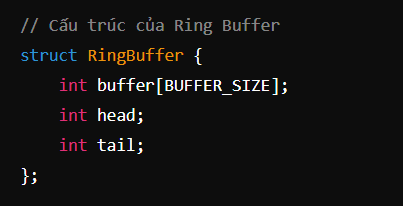 // Cấu trúc của Ring Buffer
struct RingBuffer {
    int buffer[BUFFER_SIZE];
    int head;
    int tail;
};